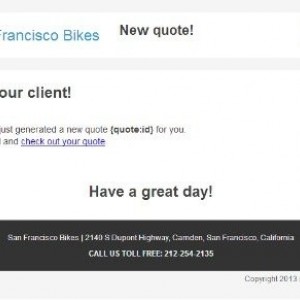 Francisco Bikes
New quote!
our client!
just generated a new quote {quote:id} for you.
and check out your quote
Have a great day!
San Francisco Bikes | 2140 S Dupont Highway, Camden, San Francisco, California
CALL US TOLL FREE: 212-254-2135
Copyright 2013